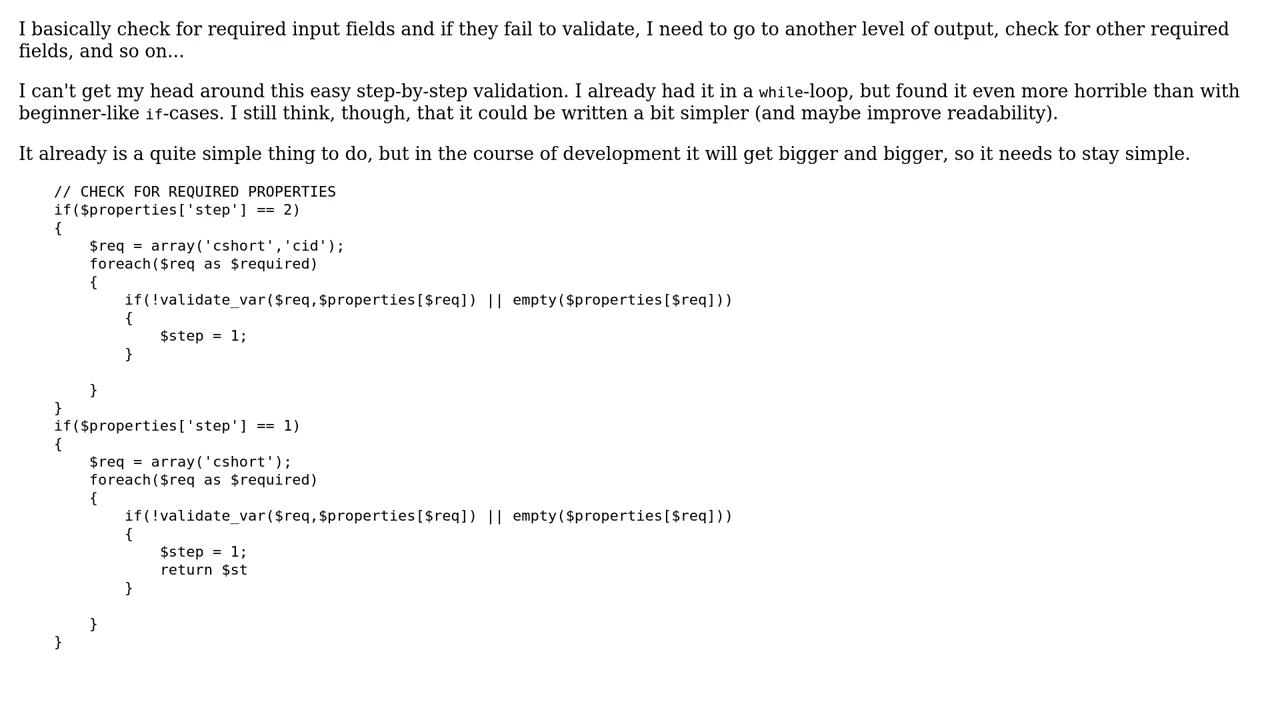 I basically check for required input fields and if they fail to validate, I need to go to another level of output, check for other required
fields, and so on...
I can't get my head around this easy step-by-step validation. I already had it in a while-loop, but found it even more horrible than with
beginner-like if-cases. I still think, though, that it could be written a bit simpler (and maybe improve readability).
It already is a quite simple thing to do, but in the course of development it will get bigger and bigger, so it needs to stay simple.
// CHECK FOR REQUIRED PROPERTIES
if($properties['step'] == 2)
{
    $req = array('cshort','cid');
    foreach($req as $required)
    {
        if(!validate_var($req,$properties[$req]) || empty($properties[$req]))
        {
            $step = 1;
        }
    }
}
if($properties['step'] == 1)
{
    $req = array('cshort');
    foreach($req as $required)
    {
        if(!validate_var($req,$properties[$req]) || empty($properties[$req]))
        {
            $step = 1;
            return $st
        }
    }
}